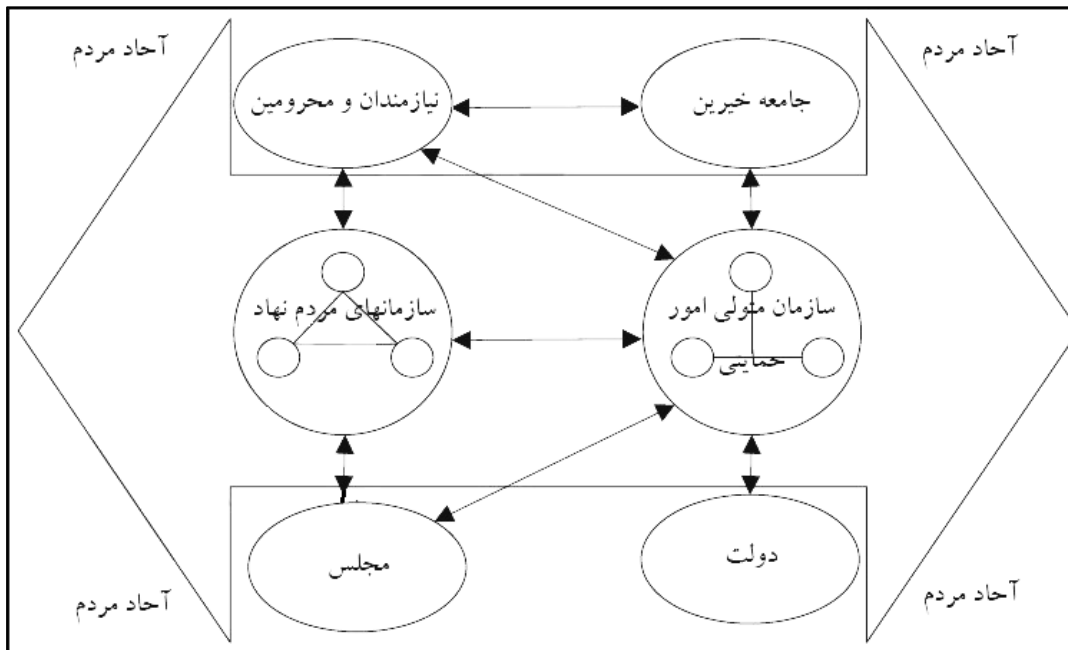 آحاد مردم
آحاد مردم
جامعه خیرین
نیازمندان و محرومین
سازمان متولی امور
حمایتی
سازمانهای مردم نهاد
دولت
مجلس
آحاد مردم
آحاد مردم